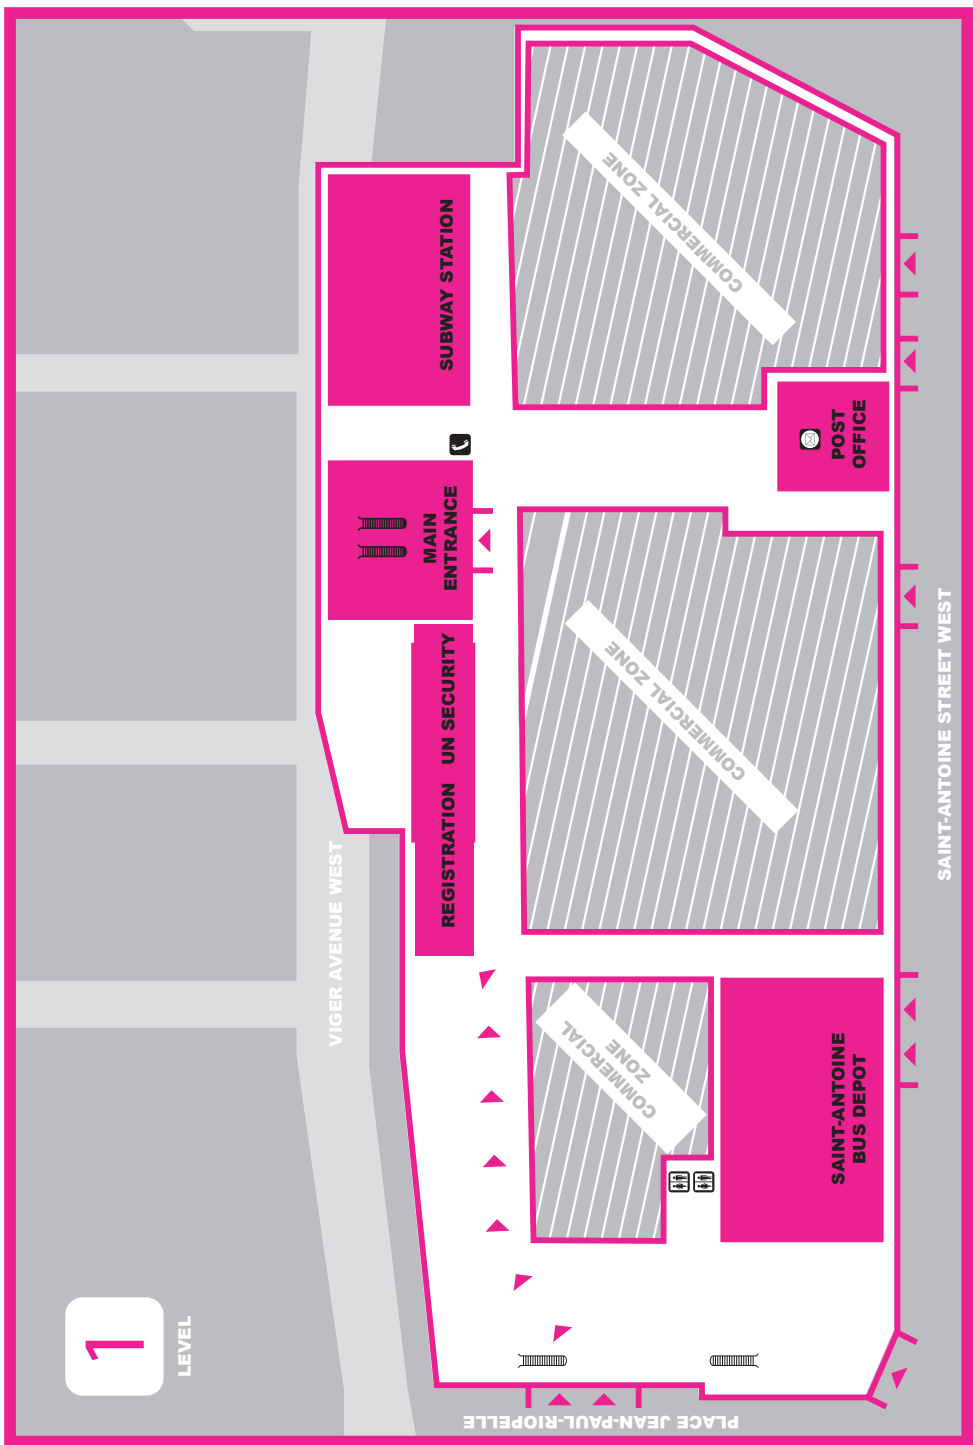 1
LEVEL
VIGER AVENUE WEST
SUBWAY STATION
MAIN
ENTRANCE
REGISTRATION UN SECURITY
COMMERCIAL ZONE
COMMERCIAL ZONE
COMMERCIAL
ZONE
POST
OFFICE
SAINT-ANTOINE
BUS DEPOT
PLACE JEAN-PAUL-RIOPELLE
SAINT-ANTOINE STREET WEST